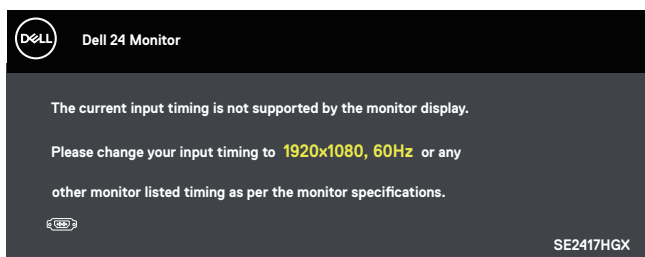 DELL
Dell 24 Monitor
The current input timing is not supported by the monitor display.
Please change your input timing to 1920x1080, 60Hz or any
other monitor listed timing as per the monitor specifications.
SE2417HGX